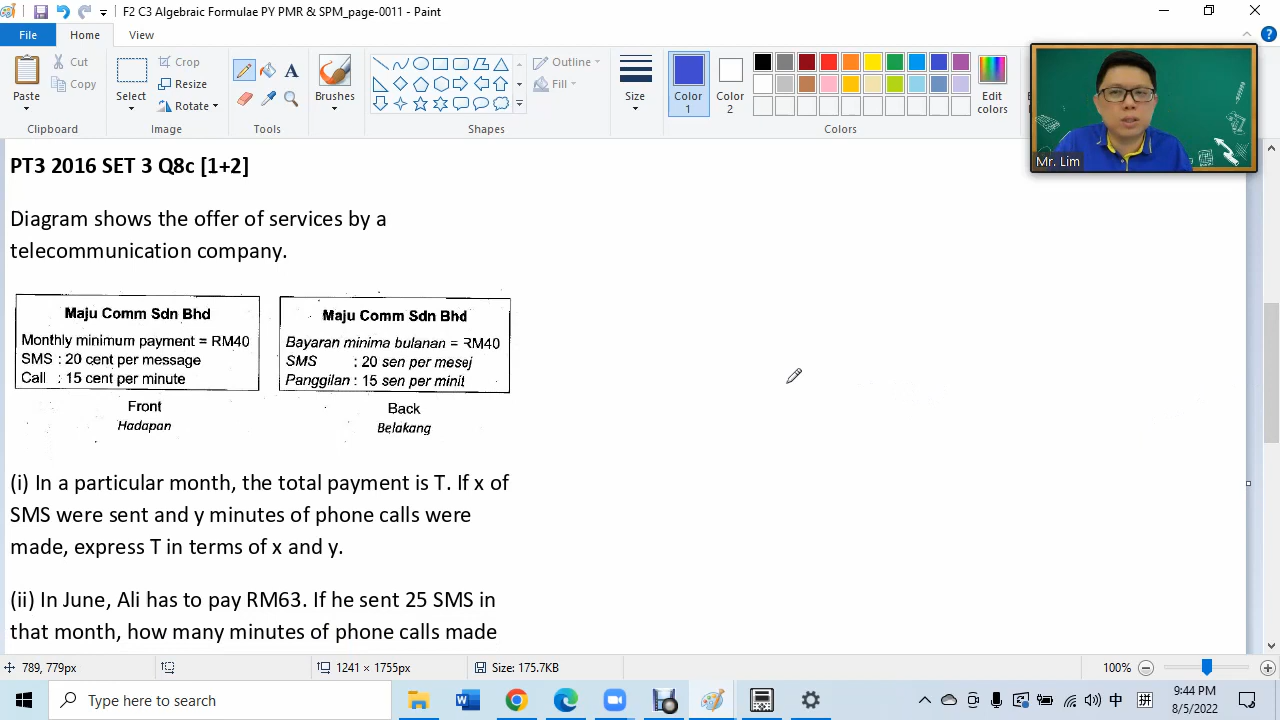 F2 C3 Algebraic Formulae PY PMR & SPM_page-0011 - Paint
File
Home
View
Paste
Cut
Copy
Clipboard
Select
Crop
Resize
Rotate
Image
A
Tools
Brushes
Outline
Fill
Shapes
Size
Color 1
Color 2
Edit colors
Colors
Mr. Lim
PT3 2016 SET 3 Q8c [1+2]
Diagram shows the offer of services by a
telecommunication company.
Maju Comm Sdn Bhd
Monthly minimum payment = RM40
SMS : 20 cent per message
Call : 15 cent per minute
Front
Hadapan
Maju Comm Sdn Bhd
Bayaran minima bulanan = RM40
SMS : 20 sen per mesej
Panggilan : 15 sen per minit
Back
Belakang
(i) In a particular month, the total payment is T. If x of
SMS were sent and y minutes of phone calls were
made, express T in terms of x and y.
(ii) In June, Ali has to pay RM63. If he sent 25 SMS in
that month, how many minutes of phone calls made
789, 779px
1241 × 1755px
Size: 175.7KB
100%
Type here to search
中
拼
9:44 PM
8/5/2022